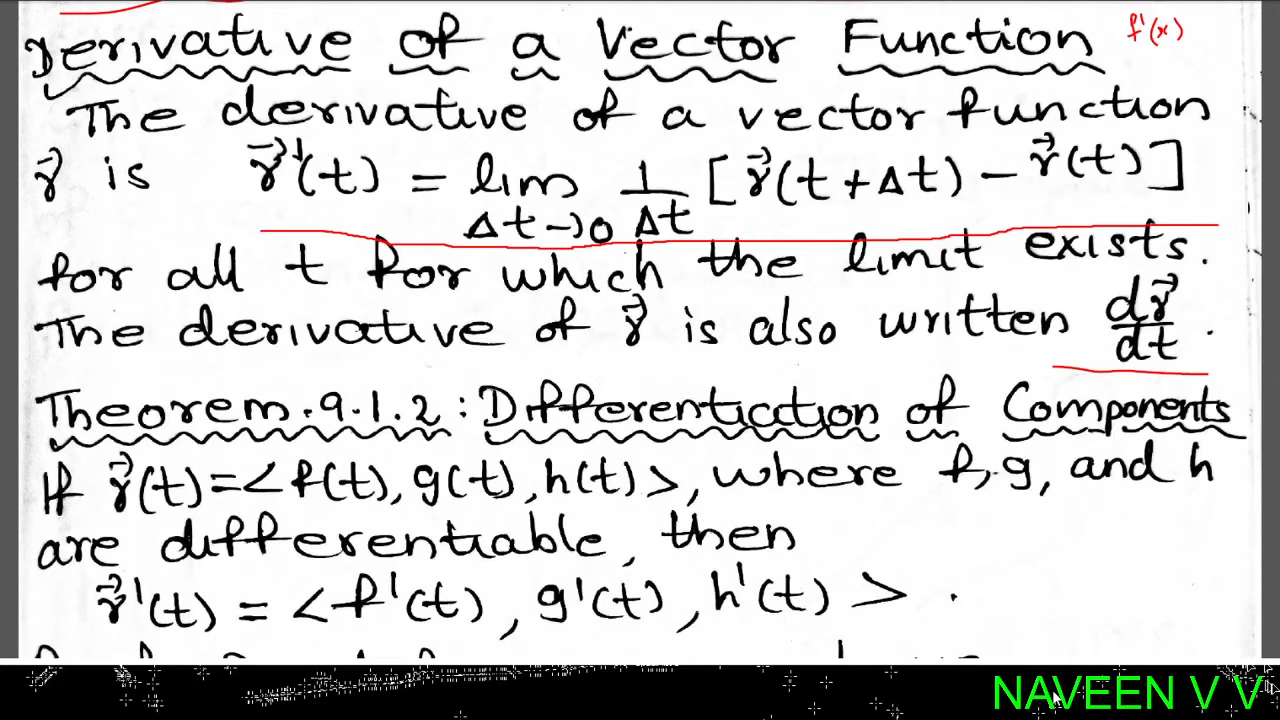 Derivative of a Vector Function f'(x)
The derivative of a vector function
r⃗ is r⃗'(t) = lim Δt→0 1/Δt [r⃗(t+Δt) – r⃗(t)]
for all t for which the limit exists.
The derivative of r⃗ is also written dr⃗/dt.
Theorem.9.1.2: Differentiation of Components
If r⃗(t)=<f(t), g(t), h(t)>, where f, g, and h
are differentiable, then
r⃗'(t) = <f'(t), g'(t), h'(t)>.
NAVEEN V V